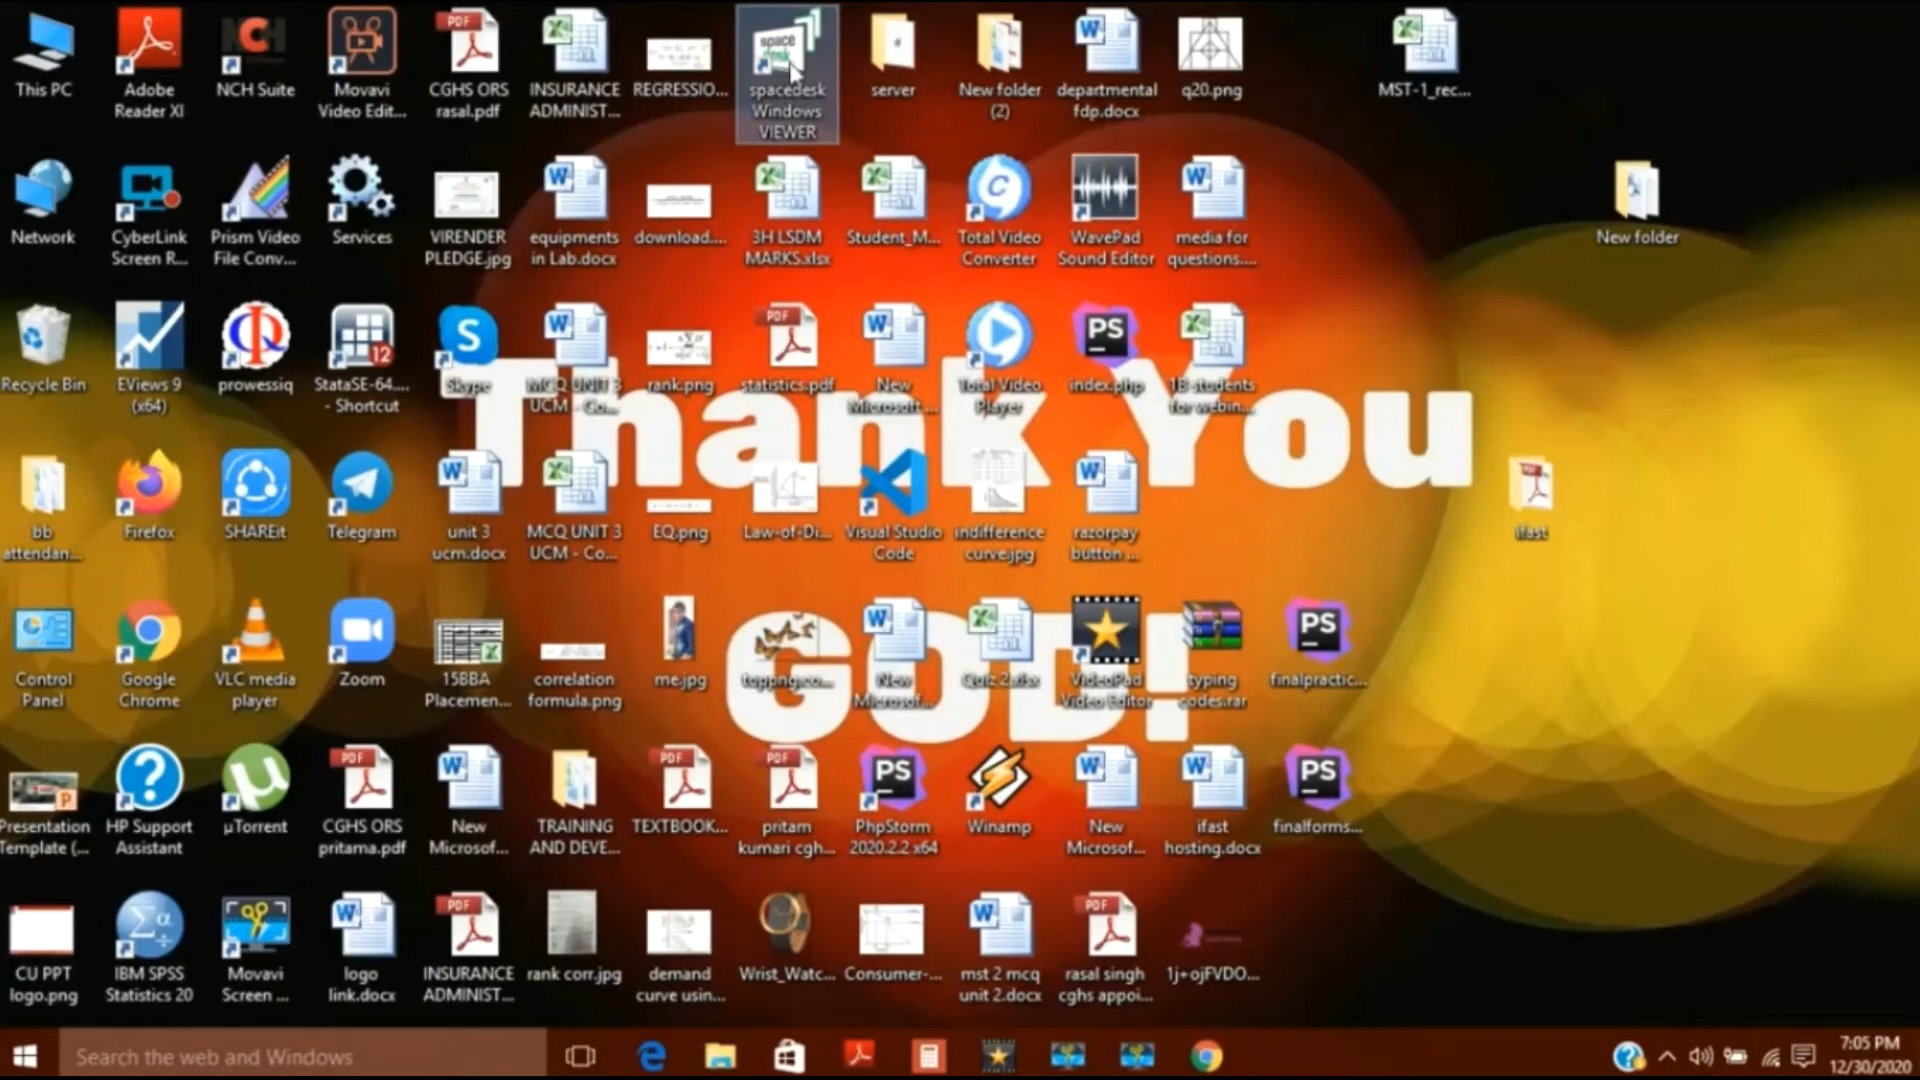 This PC
Adobe
Reader XI
NCH Suite
Movavi
Video Edit...
CGHS ORS
rasal.pdf
INSURANCE
ADMINIST...
REGRESSIO...
spacedesk
Windows
VIEWER
server
New folder
(2)
departmental
fdp.docx
q20.png
MST-1_rec...
Network
CyberLink
Screen R...
Prism Video
File Conv...
Services
VIRENDER
PLEDGE.jpg
equipments
in Lab.docx
download....
3H LSDM
MARKS.xlsx
Student_M...
Total Video
Converter
WavePad
Sound Editor
media for
questions....
New folder
Recycle Bin
EViews 9
(x64)
prowessiq
StataSE-64....
- Shortcut
Skype
MCQ UNIT 3
UCM - Co...
rank.png
statistics.pdf
New
Microsoft ...
Total Video
Player
index.php
1B students
for webin...
Thank You
GOD!
bb
attendan...
Firefox
SHAREit
Telegram
unit 3
ucm.docx
MCQ UNIT 3
UCM - Co...
EQ.png
Law-of-Di...
Visual Studio
Code
indifference
curve.jpg
razorpay
button ...
ifast
Control
Panel
Google
Chrome
VLC media
player
Zoom
15BBA
Placemen...
correlation
formula.png
me.jpg
toppng.co...
New
Microsof...
Quiz 2.xlsx
VideoPad
Video Editor
typing
codes.rar
finalpractic...
Presentation
Template (...
HP Support
Assistant
µTorrent
CGHS ORS
pritama.pdf
New
Microsof...
TRAINING
AND DEVE...
TEXTBOOK...
pritam
kumari cgh...
PhpStorm
2020.2.2 x64
Winamp
New
Microsof...
ifast
hosting.docx
finalforms...
CU PPT
logo.png
IBM SPSS
Statistics 20
Movavi
Screen ...
logo
link.docx
INSURANCE
ADMINIST...
rank corr.jpg
demand
curve usin...
Wrist_Watc...
Consumer-...
mst 2 mcq
unit 2.docx
rasal singh
cghs appoi...
1j+ojFVDO...
Search the web and Windows
7:05 PM
12/30/2020